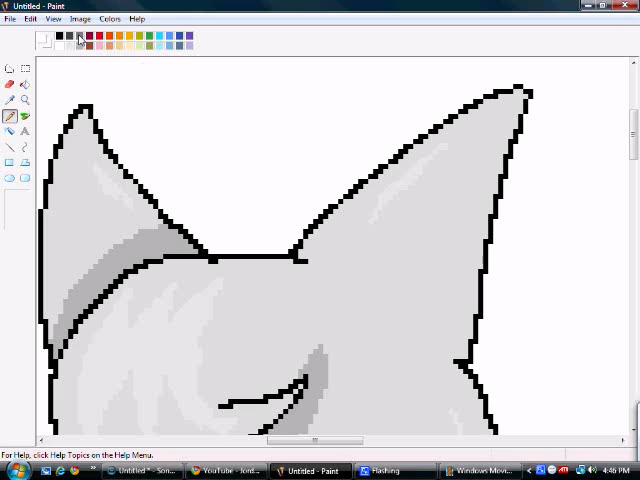 Untitled - Paint
File Edit View Image Colors Help
For Help, click Help Topics on the Help Menu.
Untitled * - Son...
YouTube - Jord...
Untitled - Paint
Flashing
Windows Movi...
4:46 PM